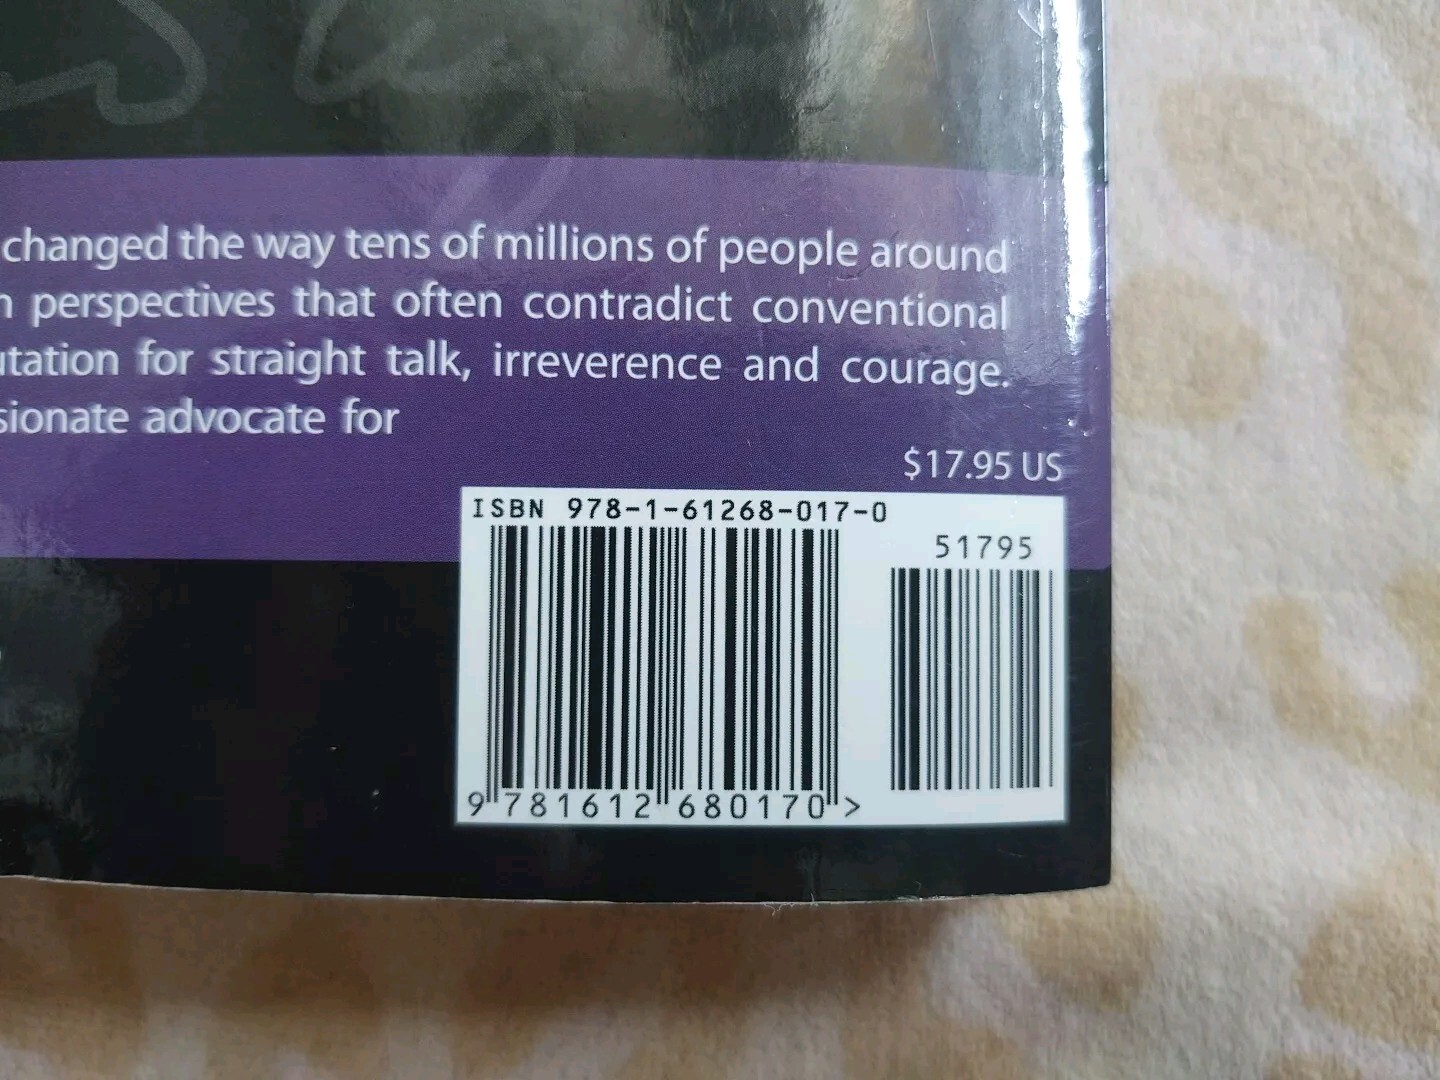 changed the way tens of millions of people around
perspectives that often contradict conventional
utation for straight talk, irreverence and courage.
sionate advocate for
$17.95 US
ISBN 978-1-61268-017-0
51795
9 781612 680170 >